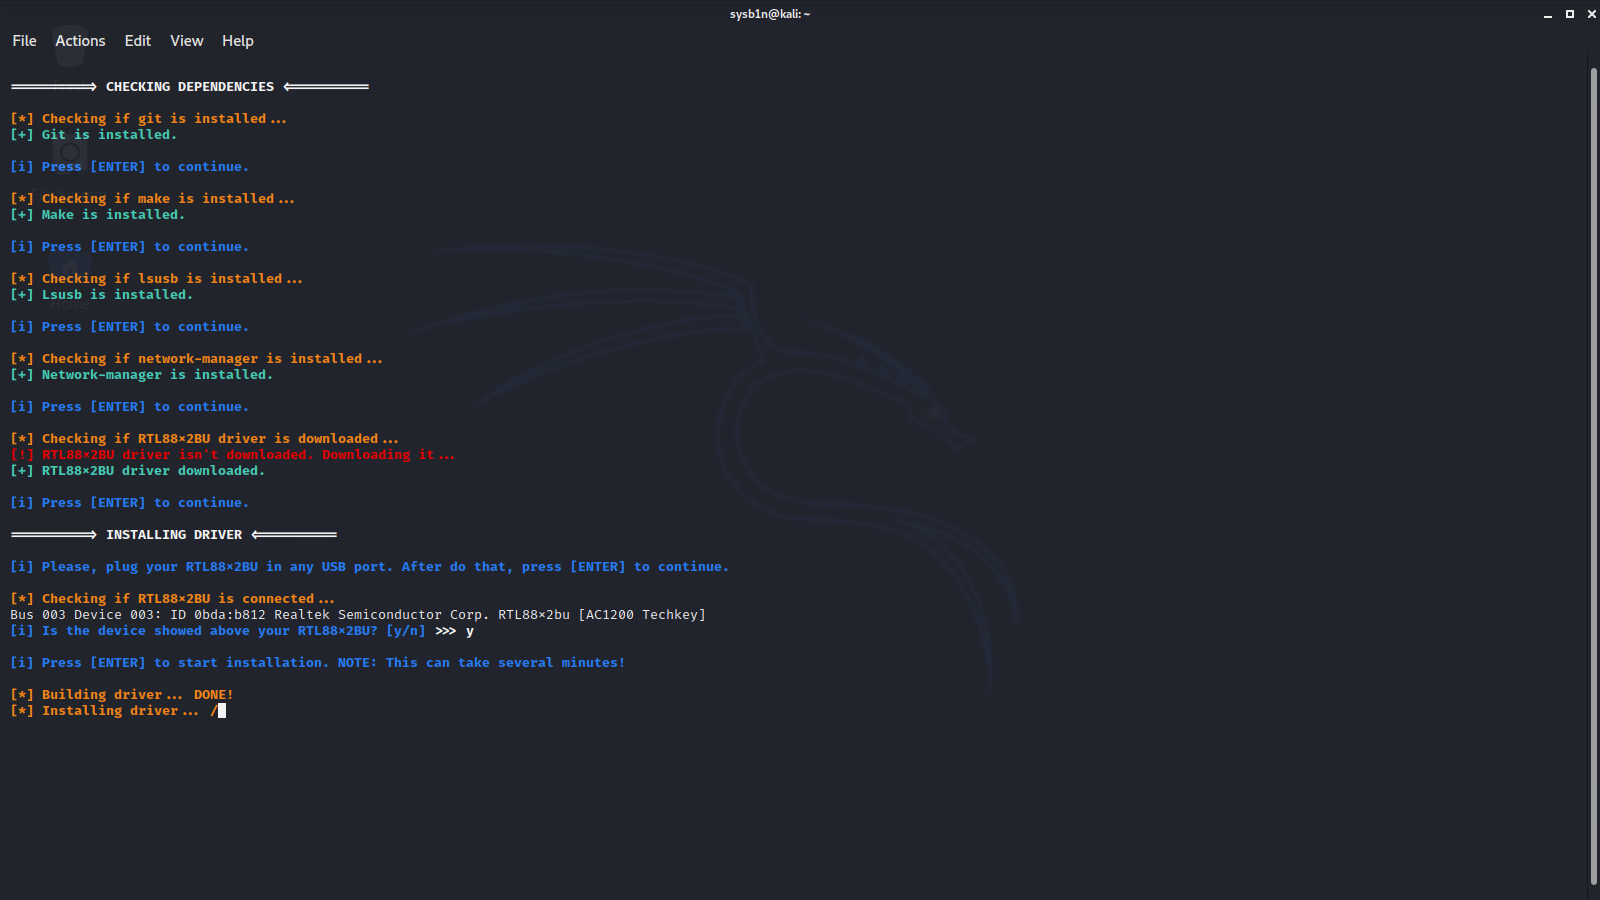 sysb1n@kali: ~
File Actions Edit View Help
==========> CHECKING DEPENDENCIES <==========
[*] Checking if git is installed...
[+] Git is installed.
[i] Press [ENTER] to continue.
[*] Checking if make is installed...
[+] Make is installed.
[i] Press [ENTER] to continue.
[*] Checking if lsusb is installed...
[+] Lsusb is installed.
[i] Press [ENTER] to continue.
[*] Checking if network-manager is installed...
[+] Network-manager is installed.
[i] Press [ENTER] to continue.
[*] Checking if RTL88×2BU driver is downloaded...
[!] RTL88×2BU driver isn't downloaded. Downloading it...
[+] RTL88×2BU driver downloaded.
[i] Press [ENTER] to continue.
==========> INSTALLING DRIVER <==========
[i] Please, plug your RTL88×2BU in any USB port. After do that, press [ENTER] to continue.
[*] Checking if RTL88×2BU is connected...
Bus 003 Device 003: ID 0bda:b812 Realtek Semiconductor Corp. RTL88×2bu [AC1200 Techkey]
[i] Is the device showed above your RTL88×2BU? [y/n] >>> y
[i] Press [ENTER] to start installation. NOTE: This can take several minutes!
[*] Building driver... DONE!
[*] Installing driver... /